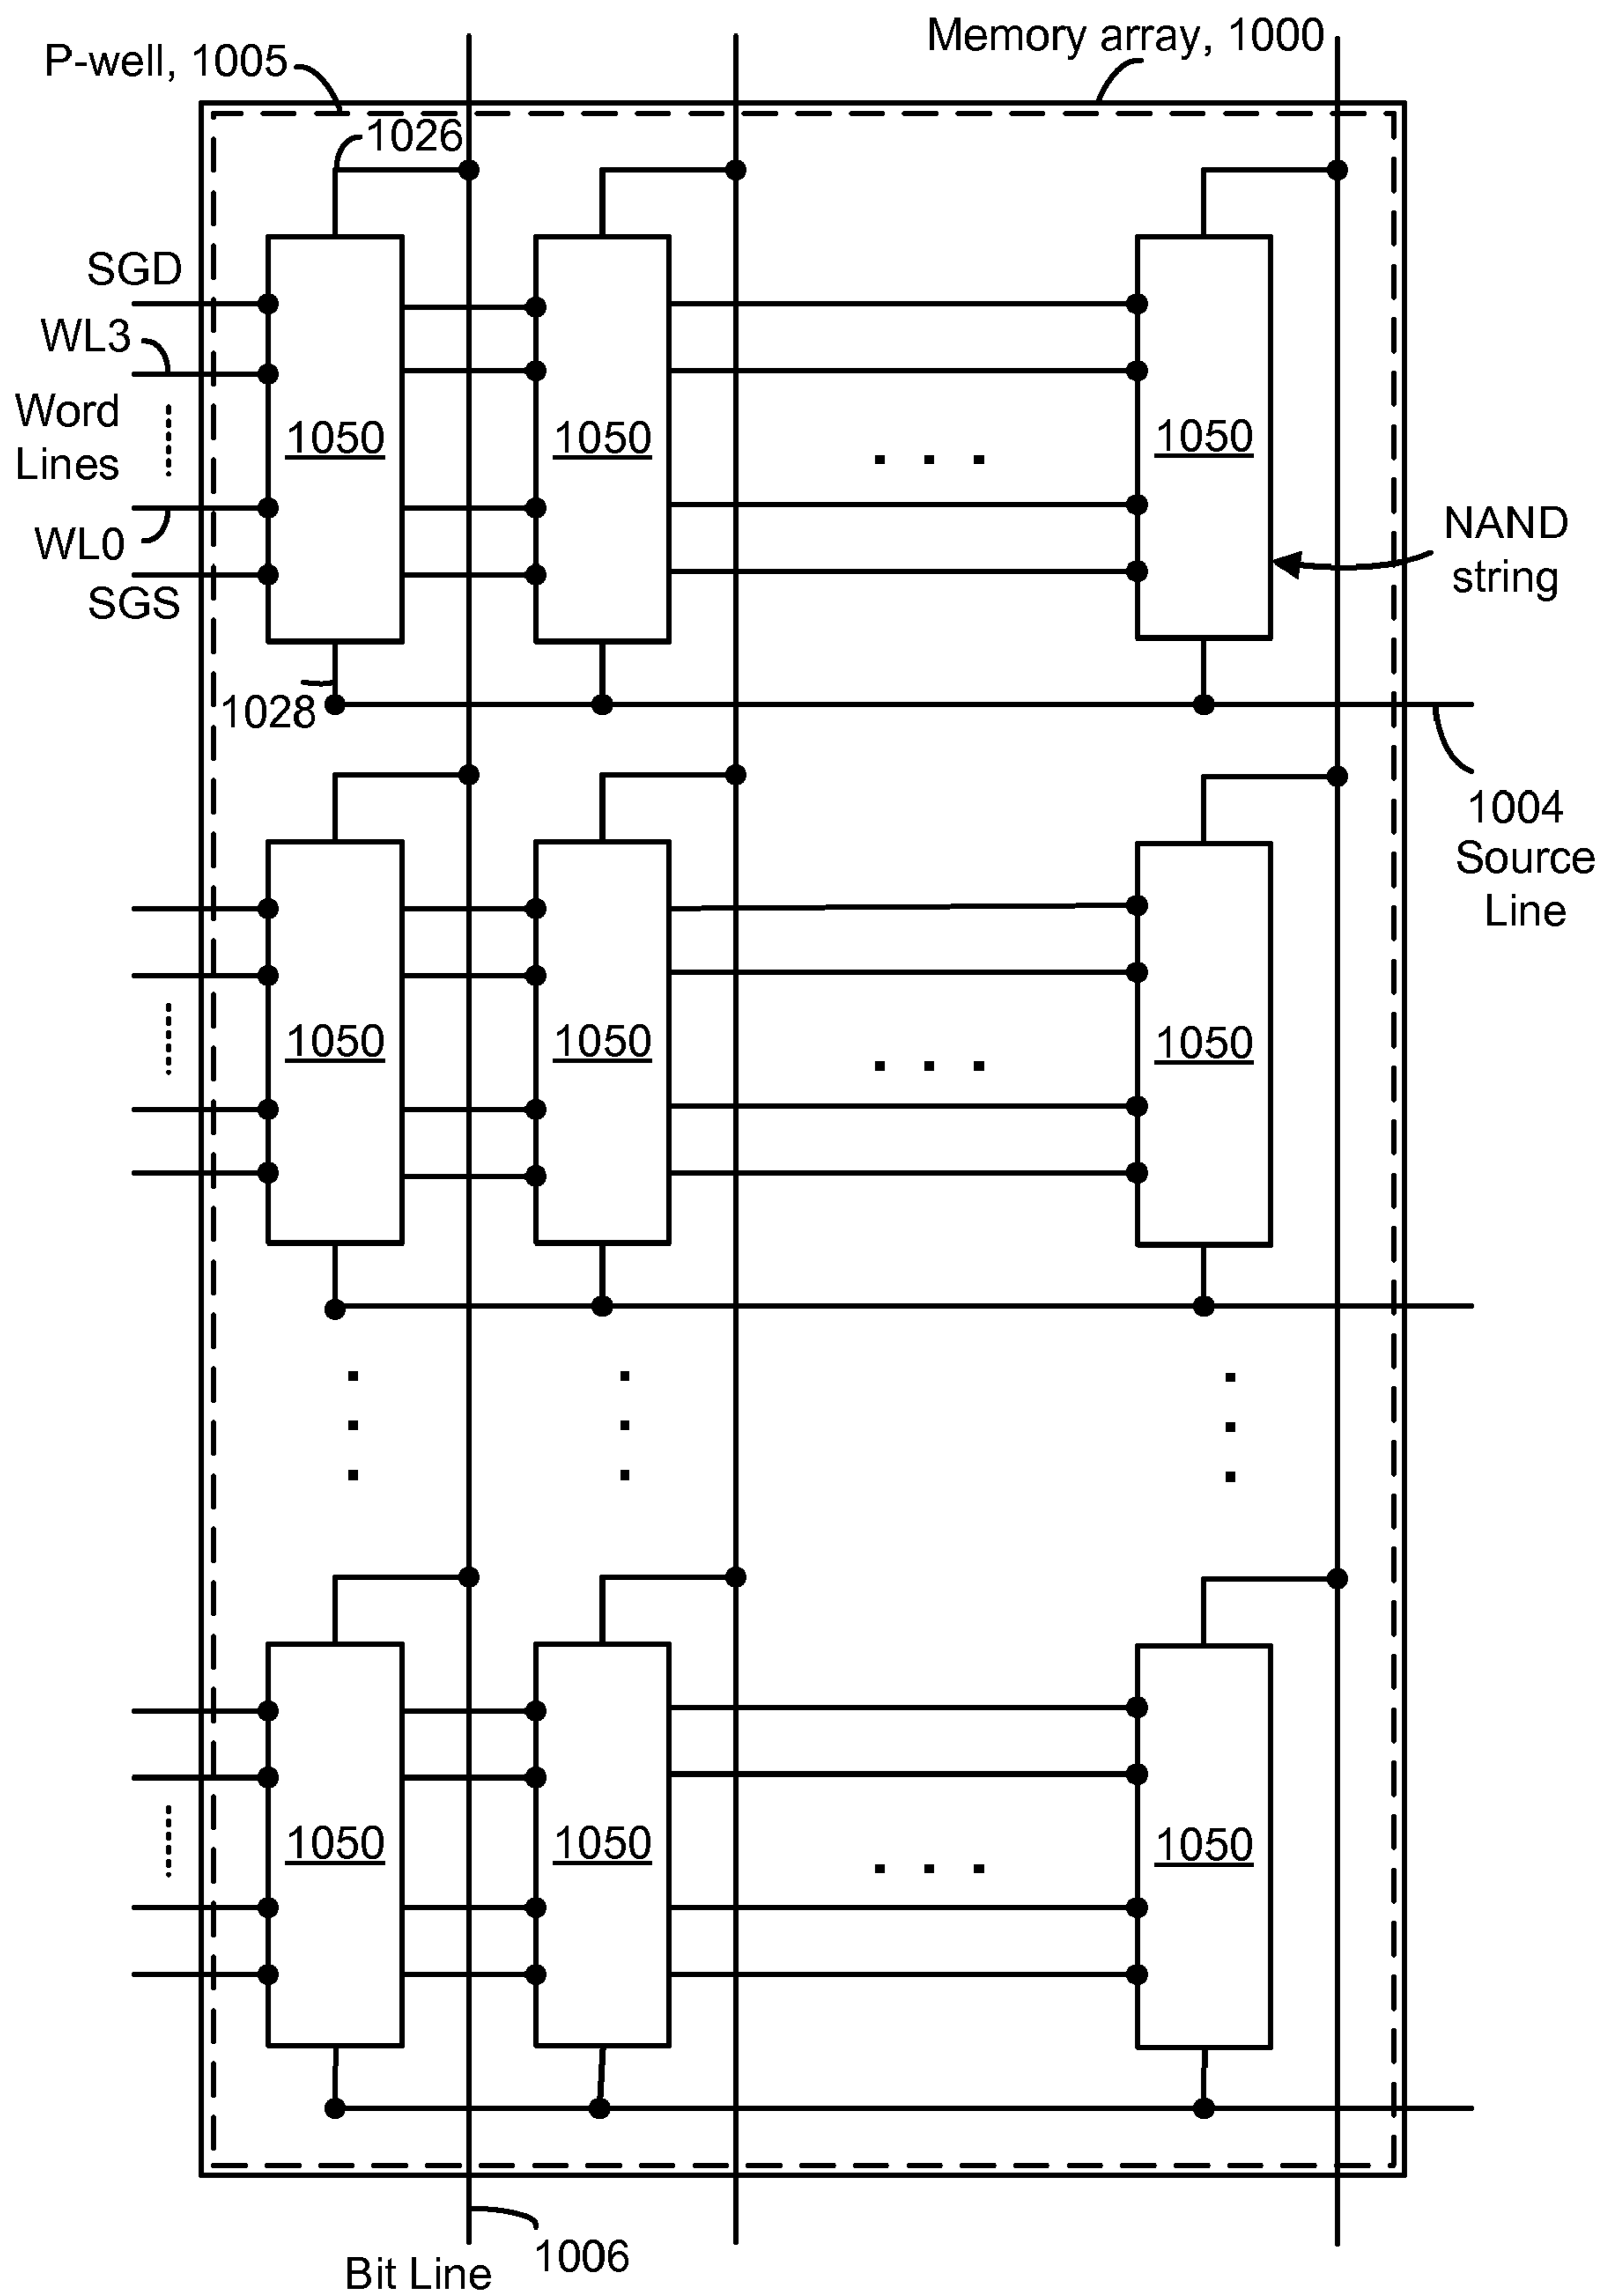 Memory array, 1000
P-well, 1005
1026
SGD
WL3
Word
Lines
WL0
SGS
1050
1050
1050
NAND
string
1028
1004
Source
Line
1050
1050
1050
1050
1050
1050
1006
Bit Line